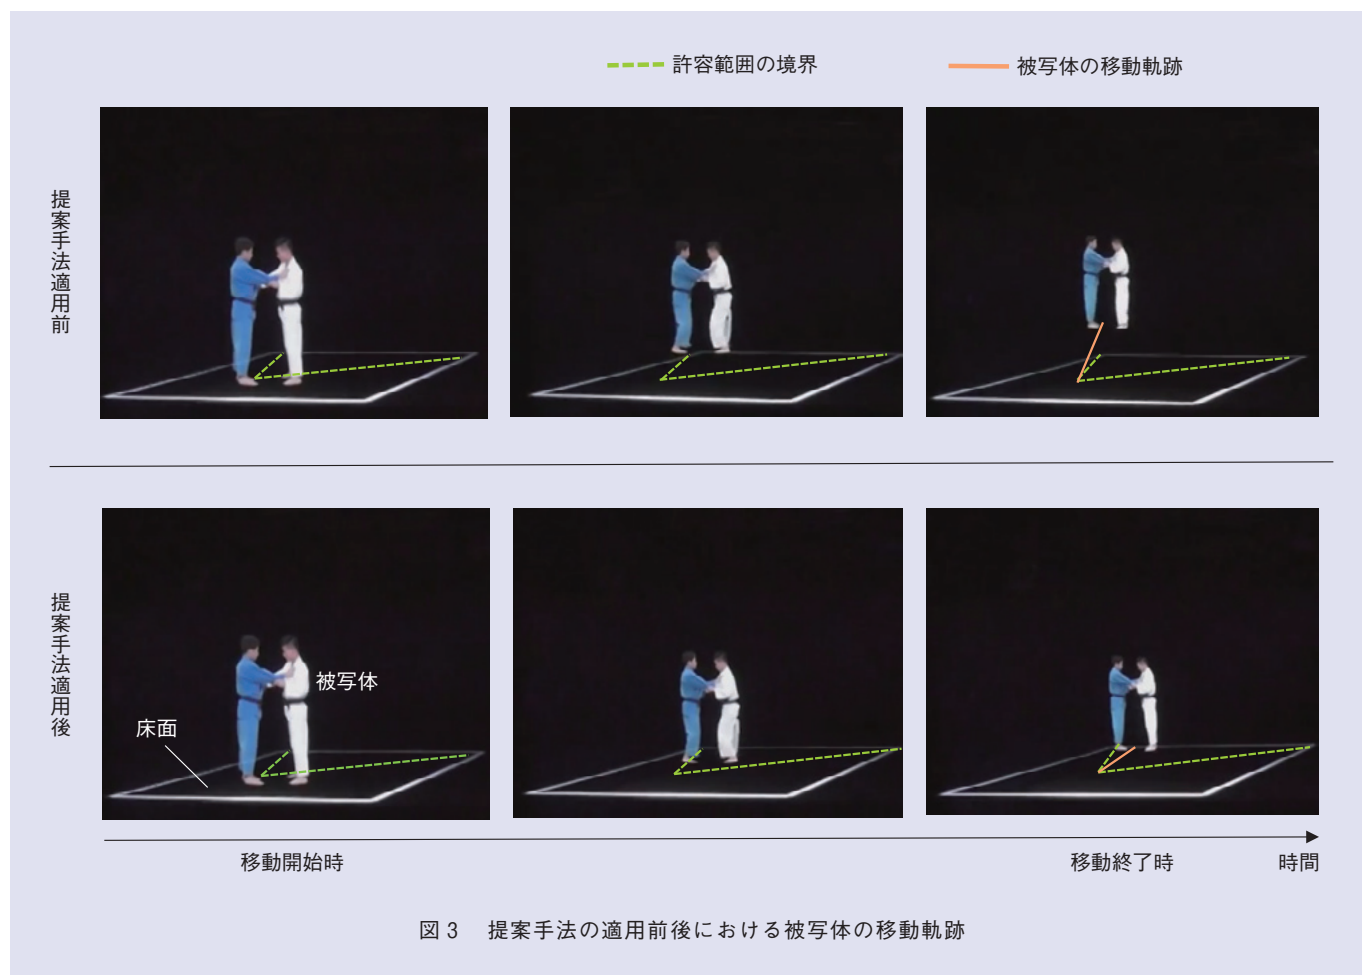 許容範囲の境界
被写体の移動軌跡
提案手法適用前
提案手法適用後
被写体
床面
移動開始時
移動終了時
時間
図3 提案手法の適用前後における被写体の移動軌跡